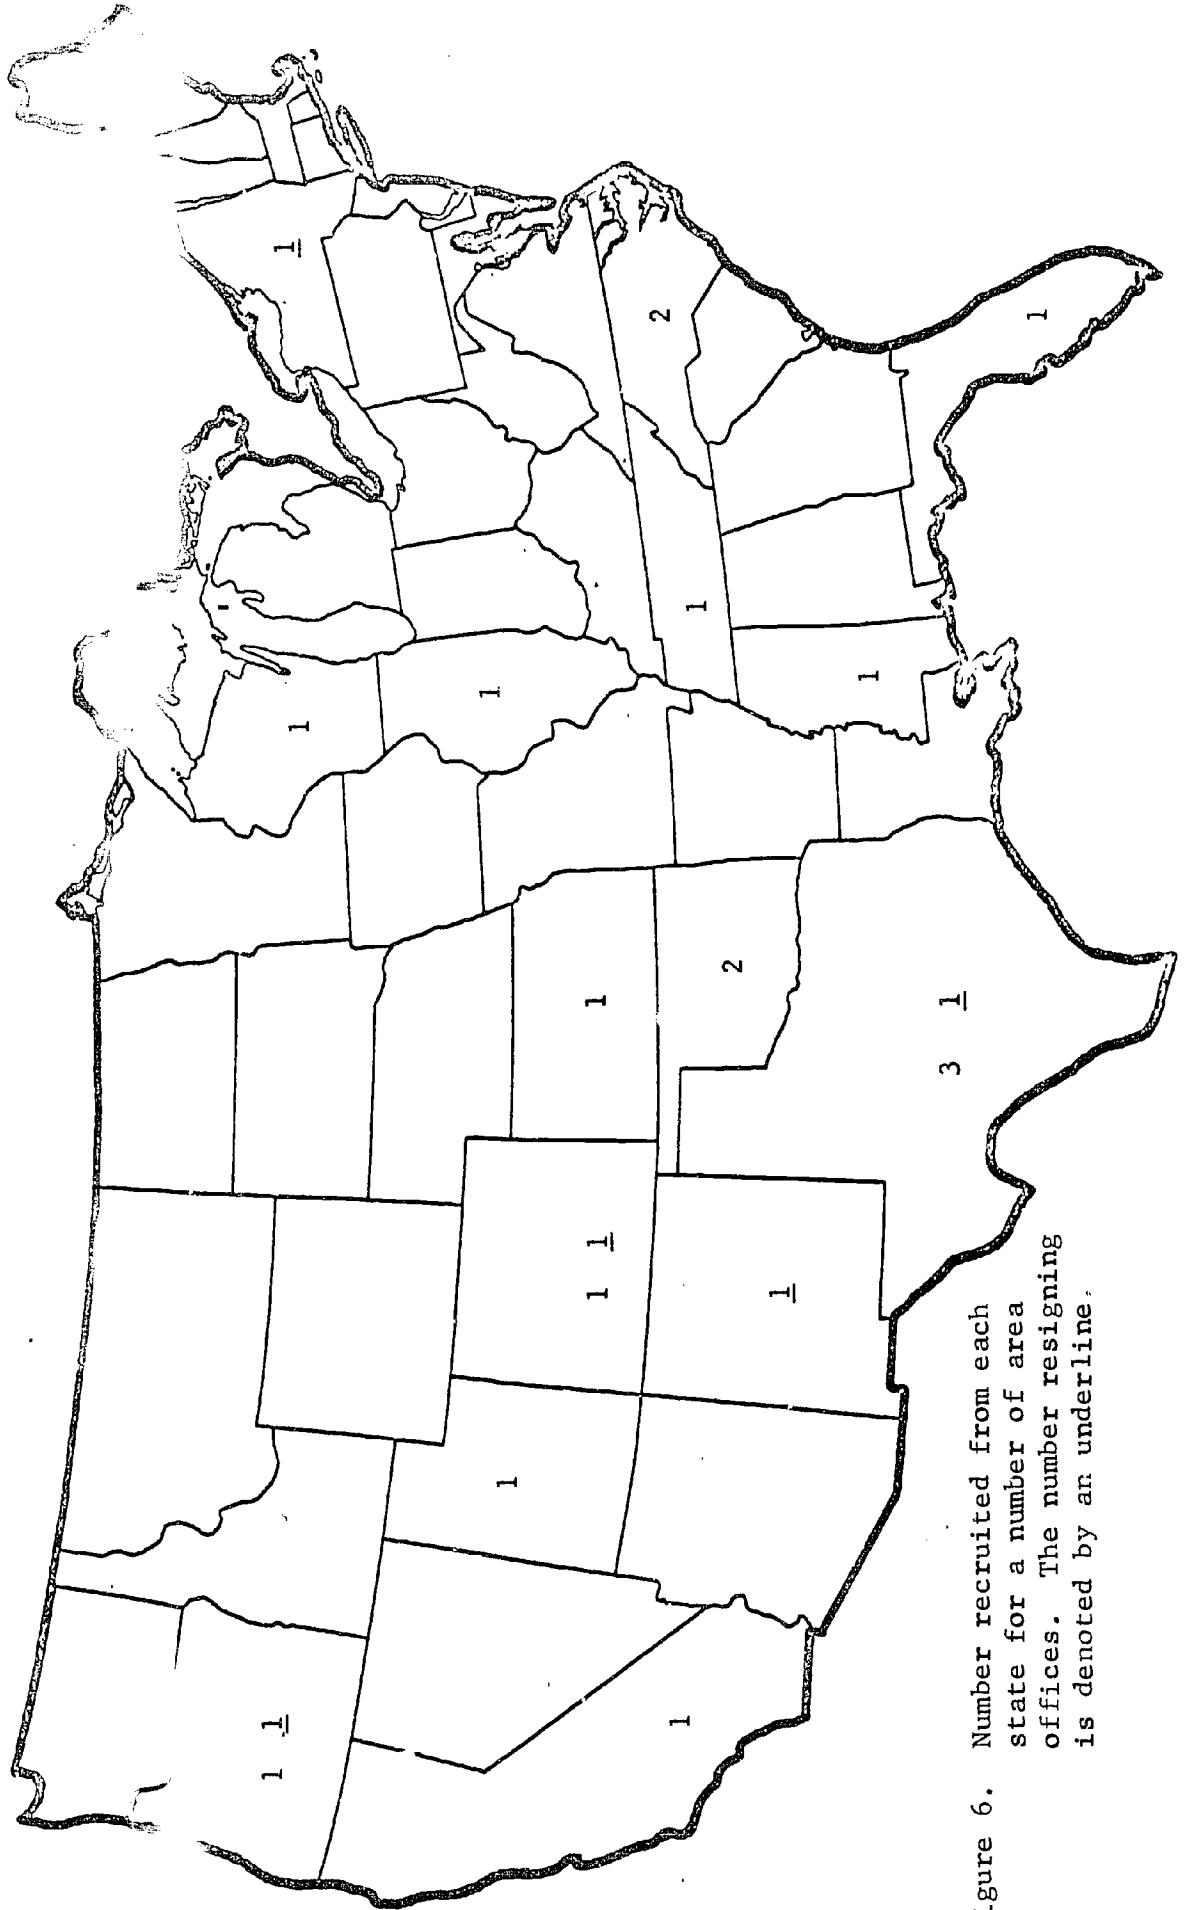 1 1 1 1
1 1
1 1 1
1 1 2
1 2
1
3 1
1
igure 6. Number recruited from each
state for a number of area
offices. The number resigning
is denoted by an underline.